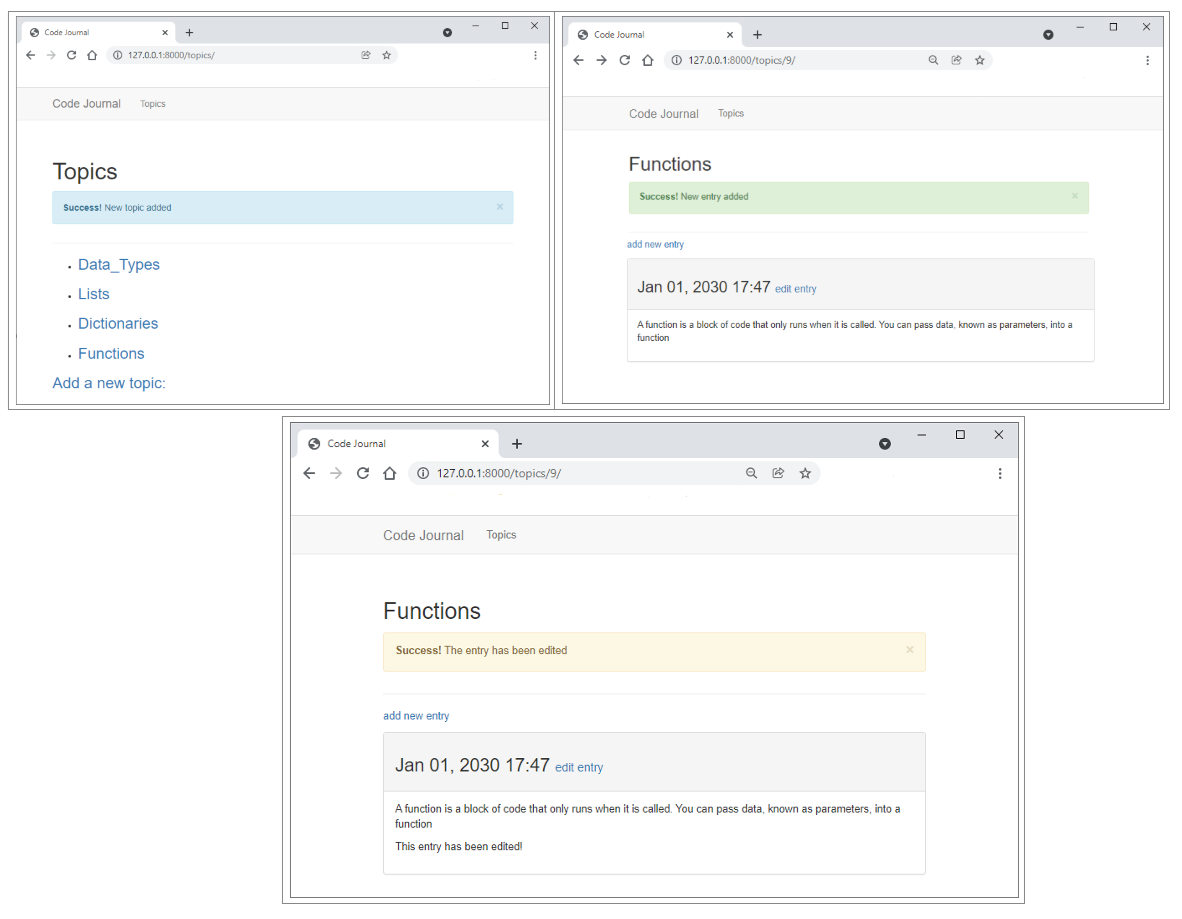 Code Journal
127.0.0.1:8000/topics/
Code Journal Topics
Topics
Success! New topic added ×
• Data_Types
• Lists
• Dictionaries
• Functions
Add a new topic:
Code Journal
127.0.0.1:8000/topics/9/
Code Journal Topics
Functions
Success! New entry added ×
add new entry
Jan 01, 2030 17:47 edit entry
A function is a block of code that only runs when it is called. You can pass data, known as parameters, into a
function
Code Journal
127.0.0.1:8000/topics/9/
Code Journal Topics
Functions
Success! The entry has been edited ×
add new entry
Jan 01, 2030 17:47 edit entry
A function is a block of code that only runs when it is called. You can pass data, known as parameters, into a
function
This entry has been edited!